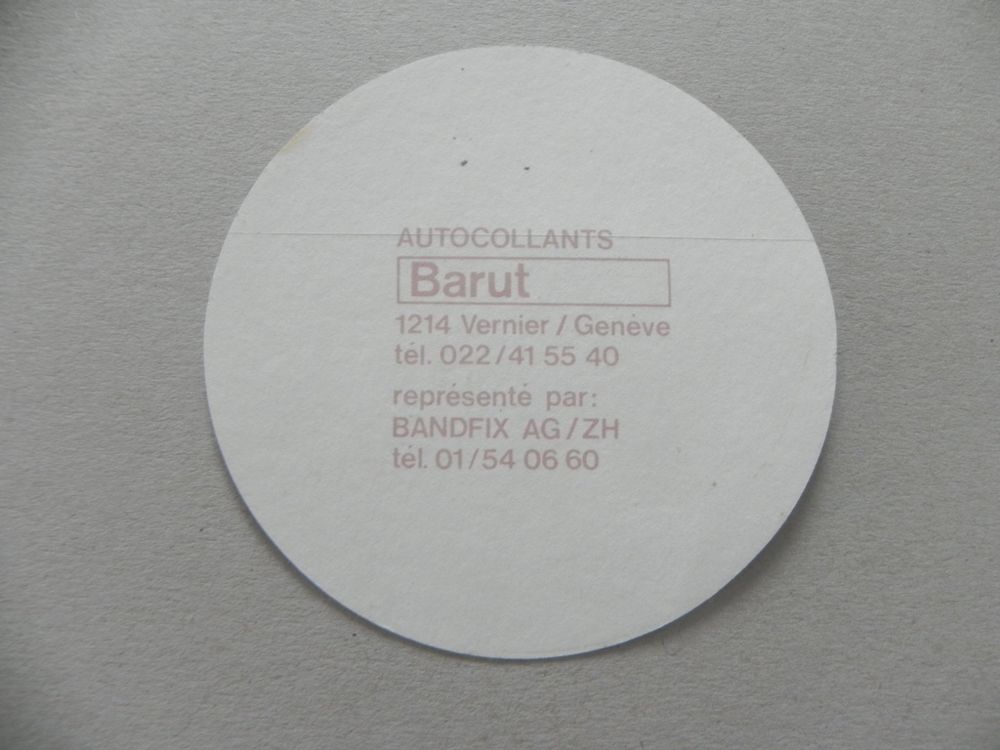 AUTOCOLLANTS
Barut
1214 Vernier / Genève
tél. 022/41 55 40
représenté par:
BANDFIX AG/ZH
tél. 01/54 06 60